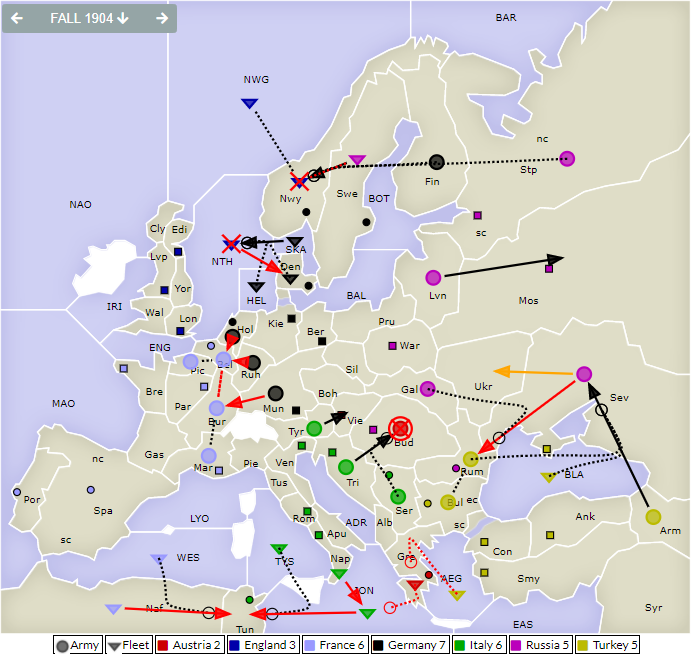 FALL 1904
BAR
NWG
nc
Stp
Fin
Swe
Nwy
BOT
NAO
sc
Cly Edi
SKA
Lvp
NTH
Den
Lvn
Mos
HEL
BAL
IRI
Yor
Wal
Lon
Hol
Kie
Ber
Pru
War
ENG
Pic
Bel
Ruh
Sil
Gal
Ukr
Sev
MAO
Bre
Par
Bur
Mun
Boh
Tyr
Vie
Bud
Rum
Gas
Mar
Pie
Ven
Tri
BLA
nc
Tus
Ser
Bul ec
Por
Spa
LYO
Rom
ADR
Alb
sc
Ank
Arm
sc
Apu
Con
WES
TYS
Nap
Gre
AEG
Smy
ION
Syr
Naf
Tun
EAS
Army Fleet Austria 2 England 3 France 6 Germany 7 Italy 6 Russia 5 Turkey 5